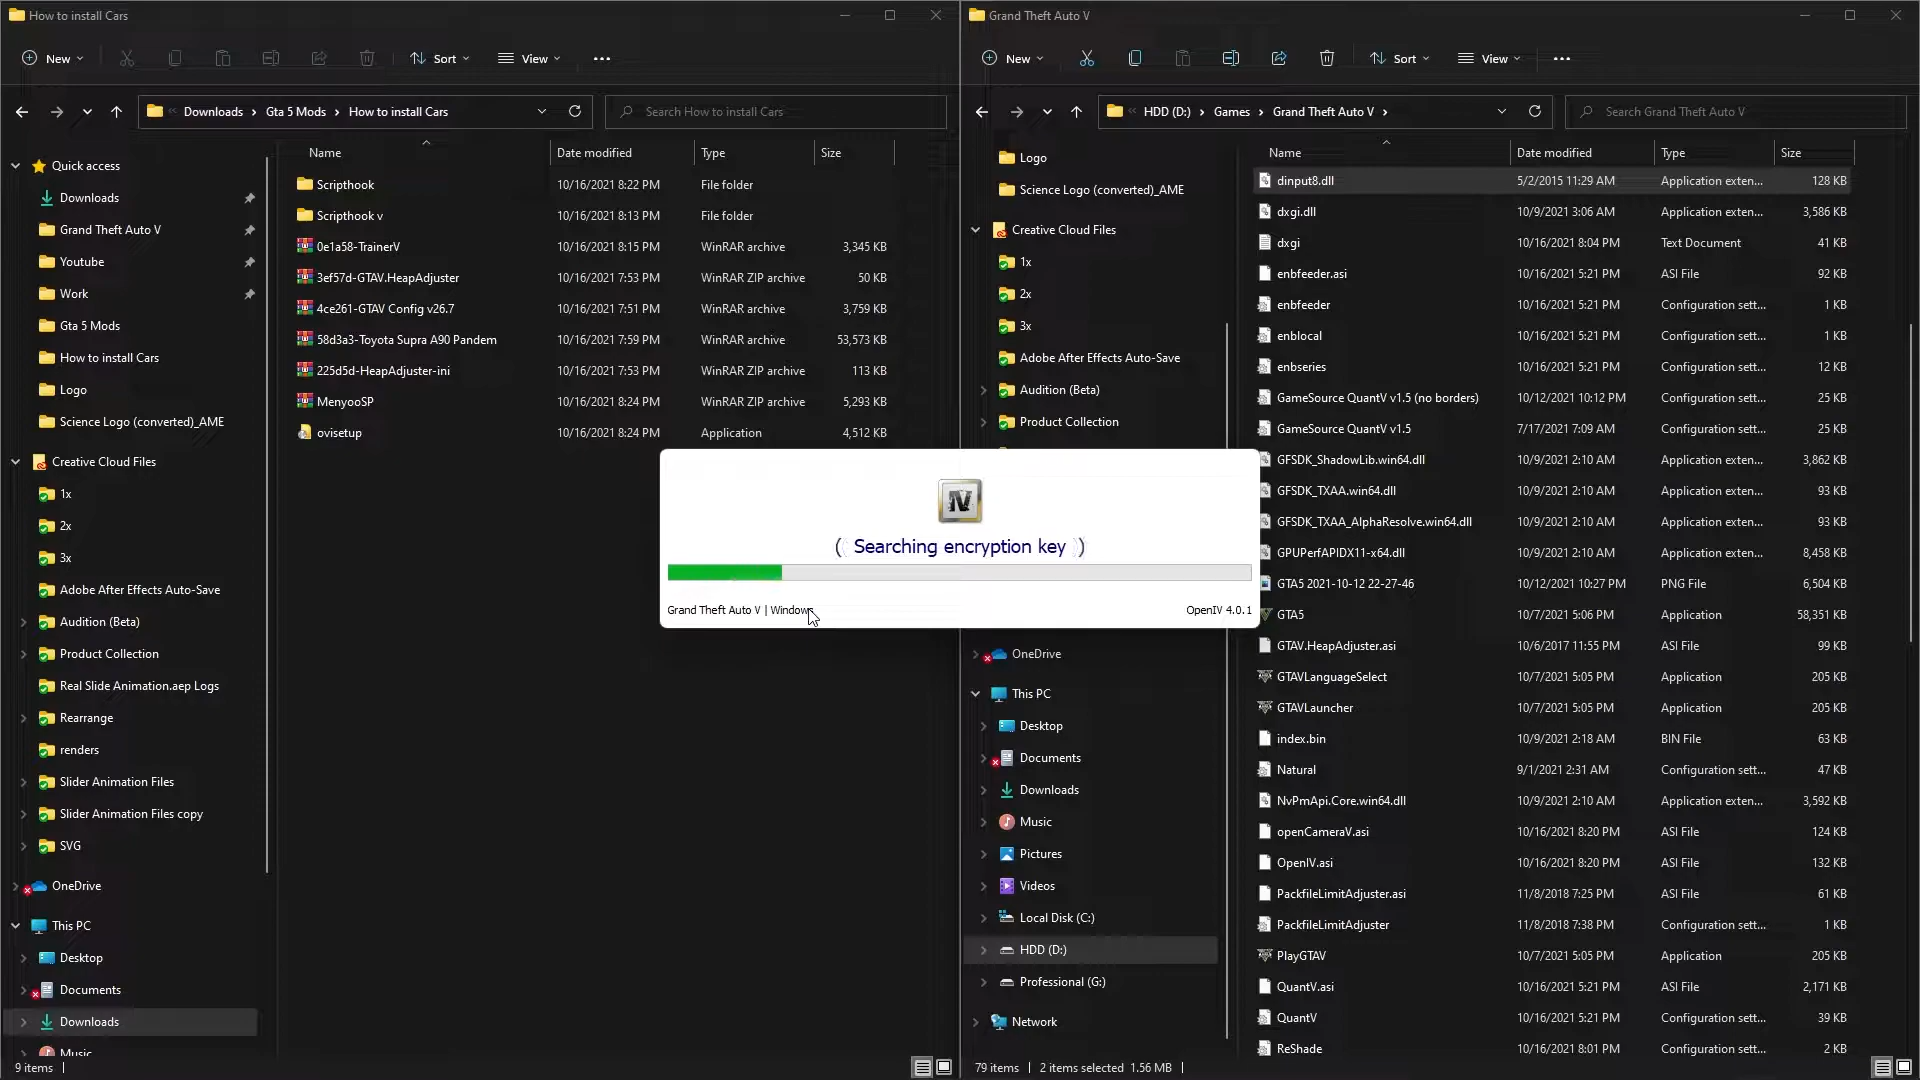 How to install Cars
New
Sort
View
Downloads > Gta 5 Mods > How to install Cars
Search How to install Cars
Name Date modified Type Size
Quick access
Downloads
Grand Theft Auto V
Youtube
Work
Gta 5 Mods
How to install Cars
Logo
Science Logo (converted)_AME
Creative Cloud Files
1x
2x
3x
Adobe After Effects Auto-Save
Audition (Beta)
Product Collection
Real Slide Animation.aep Logs
Rearrange
renders
Slider Animation Files
Slider Animation Files copy
SVG
OneDrive
This PC
Desktop
Documents
Downloads
Music
Scripthook 10/16/2021 8:22 PM File folder
Scripthook v 10/16/2021 8:13 PM File folder
0e1a58-TrainerV 10/16/2021 8:15 PM WinRAR archive 3,345 KB
3ef57d-GTAV.HeapAdjuster 10/16/2021 7:53 PM WinRAR ZIP archive 50 KB
4ce261-GTAV Config v26.7 10/16/2021 7:51 PM WinRAR archive 3,759 KB
58d3a3-Toyota Supra A90 Pandem 10/16/2021 7:59 PM WinRAR archive 53,573 KB
225d5d-HeapAdjuster-ini 10/16/2021 7:53 PM WinRAR ZIP archive 113 KB
MenyooSP 10/16/2021 8:24 PM WinRAR ZIP archive 5,293 KB
ovisetup 10/16/2021 8:24 PM Application 4,512 KB
9 items
IV
( Searching encryption key )
Grand Theft Auto V | Windows
OpenIV 4.0.1
Grand Theft Auto V
New
Sort
View
HDD (D:) > Games > Grand Theft Auto V >
Search Grand Theft Auto V
Name Date modified Type Size
Logo
Science Logo (converted)_AME
Creative Cloud Files
1x
2x
3x
Adobe After Effects Auto-Save
Audition (Beta)
Product Collection
OneDrive
This PC
Desktop
Documents
Downloads
Music
Pictures
Videos
Local Disk (C:)
HDD (D:)
Professional (G:)
Network
dinput8.dll 5/2/2015 11:29 AM Application exten... 128 KB
dxgi.dll 10/9/2021 3:06 AM Application exten... 3,586 KB
dxgi 10/16/2021 8:04 PM Text Document 41 KB
enbfeeder.asi 10/16/2021 5:21 PM ASI File 92 KB
enbfeeder 10/16/2021 5:21 PM Configuration sett... 1 KB
enblocal 10/16/2021 5:21 PM Configuration sett... 1 KB
enbseries 10/16/2021 5:21 PM Configuration sett... 12 KB
GameSource QuantV v1.5 (no borders) 10/12/2021 10:12 PM Configuration sett... 25 KB
GameSource QuantV v1.5 7/17/2021 7:09 AM Configuration sett... 25 KB
GFSDK_ShadowLib.win64.dll 10/9/2021 2:10 AM Application exten... 3,862 KB
GFSDK_TXAA.win64.dll 10/9/2021 2:10 AM Application exten... 93 KB
GFSDK_TXAA_AlphaResolve.win64.dll 10/9/2021 2:10 AM Application exten... 93 KB
GPUPerfAPIDX11-x64.dll 10/9/2021 2:10 AM Application exten... 8,458 KB
GTA5 2021-10-12 22-27-46 10/12/2021 10:27 PM PNG File 6,504 KB
GTA5 10/7/2021 5:06 PM Application 58,351 KB
GTAV.HeapAdjuster.asi 10/6/2017 11:55 PM ASI File 99 KB
GTAVLanguageSelect 10/7/2021 5:05 PM Application 205 KB
GTAVLauncher 10/7/2021 5:05 PM Application 205 KB
index.bin 10/9/2021 2:18 AM BIN File 63 KB
Natural 9/1/2021 2:31 AM Configuration sett... 47 KB
NvPmApi.Core.win64.dll 10/9/2021 2:10 AM Application exten... 3,592 KB
openCameraV.asi 10/16/2021 8:20 PM ASI File 124 KB
OpenIV.asi 10/16/2021 8:20 PM ASI File 132 KB
PackfileLimitAdjuster.asi 11/8/2018 7:25 PM ASI File 61 KB
PackfileLimitAdjuster 11/8/2018 7:38 PM Configuration sett... 1 KB
PlayGTAV 10/7/2021 5:05 PM Application 205 KB
QuantV.asi 10/16/2021 5:21 PM ASI File 2,171 KB
QuantV 10/16/2021 5:21 PM Configuration sett... 39 KB
ReShade 10/16/2021 8:01 PM Configuration sett... 2 KB
79 items
2 items selected 1.56 MB